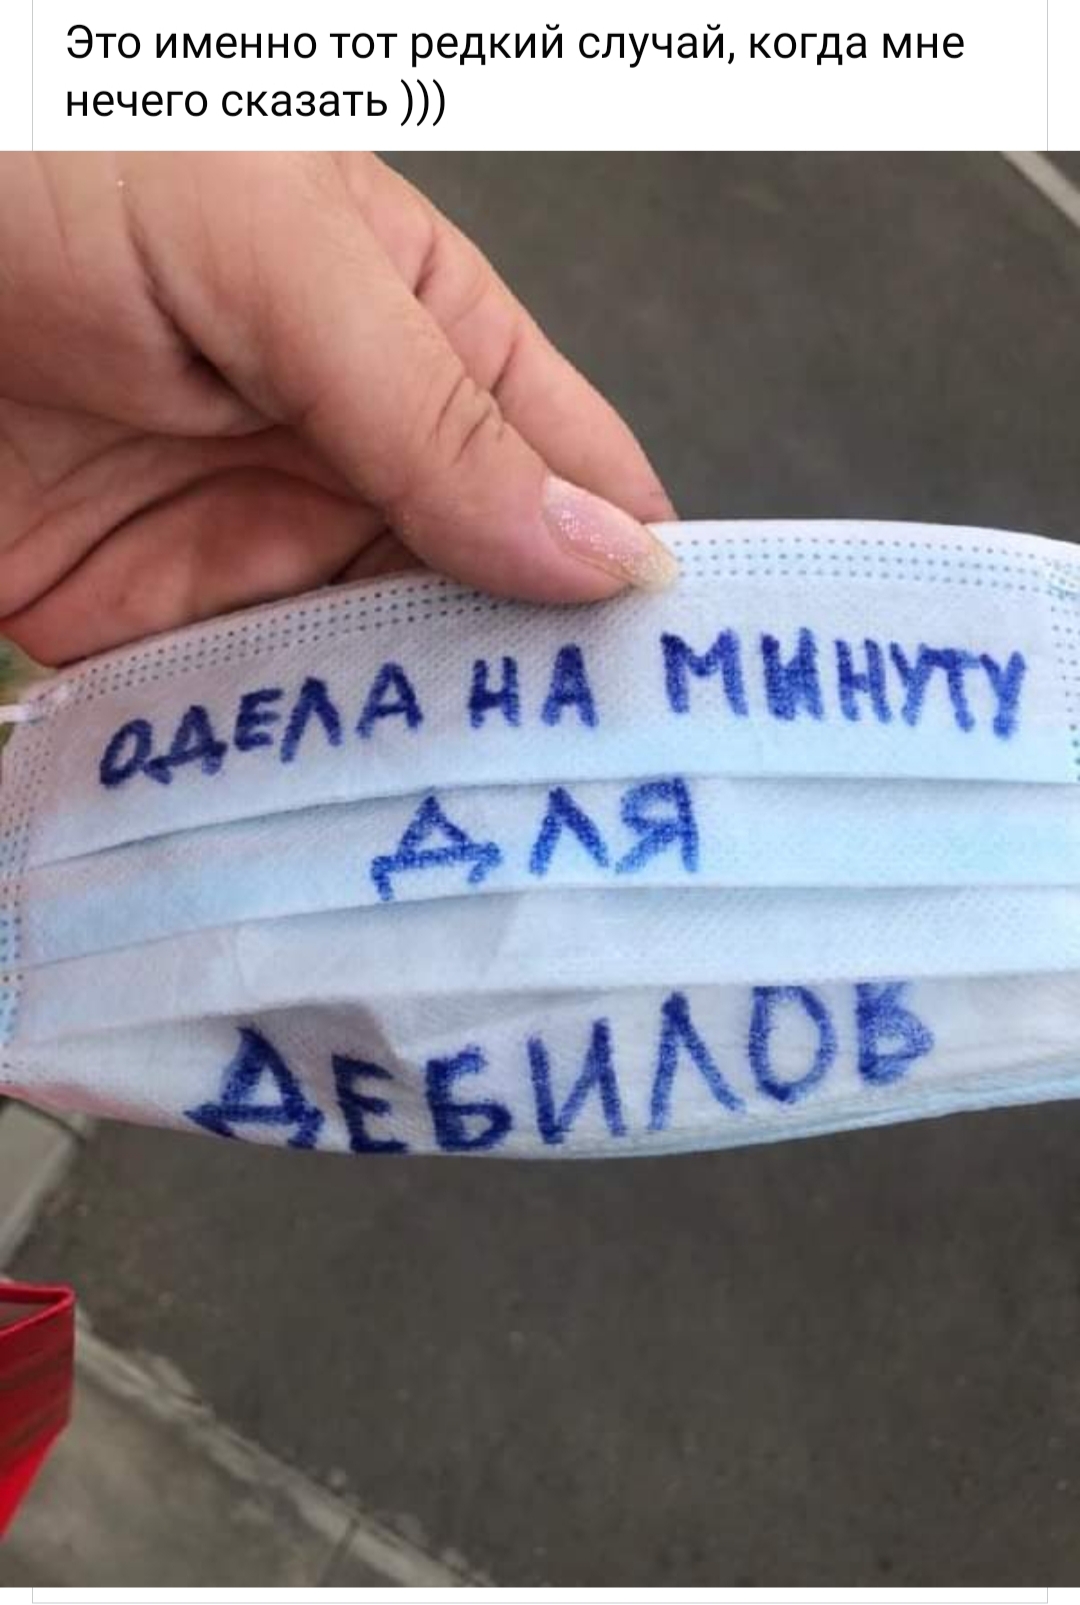 Это именно тот редкий случай, когда мне
нечего сказать )))
ОДЕЛА НА МИНУТУ
ДЛЯ
ДЕБИЛОВ